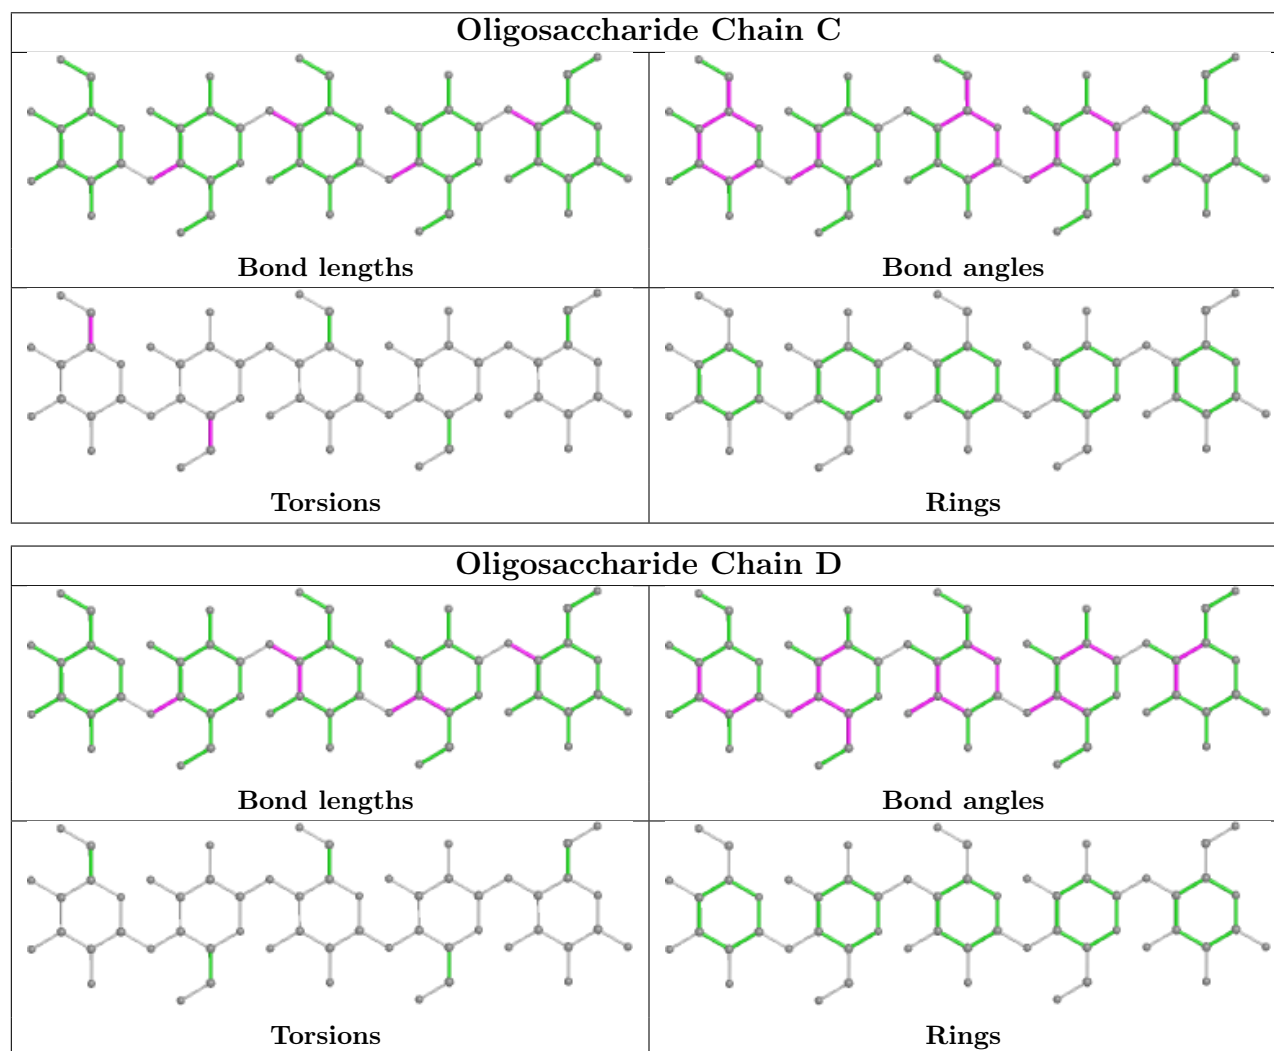 Oligosaccharide Chain C
Bond lengths
Bond angles
Torsions
Rings
Oligosaccharide Chain D
Bond lengths
Bond angles
Torsions
Rings